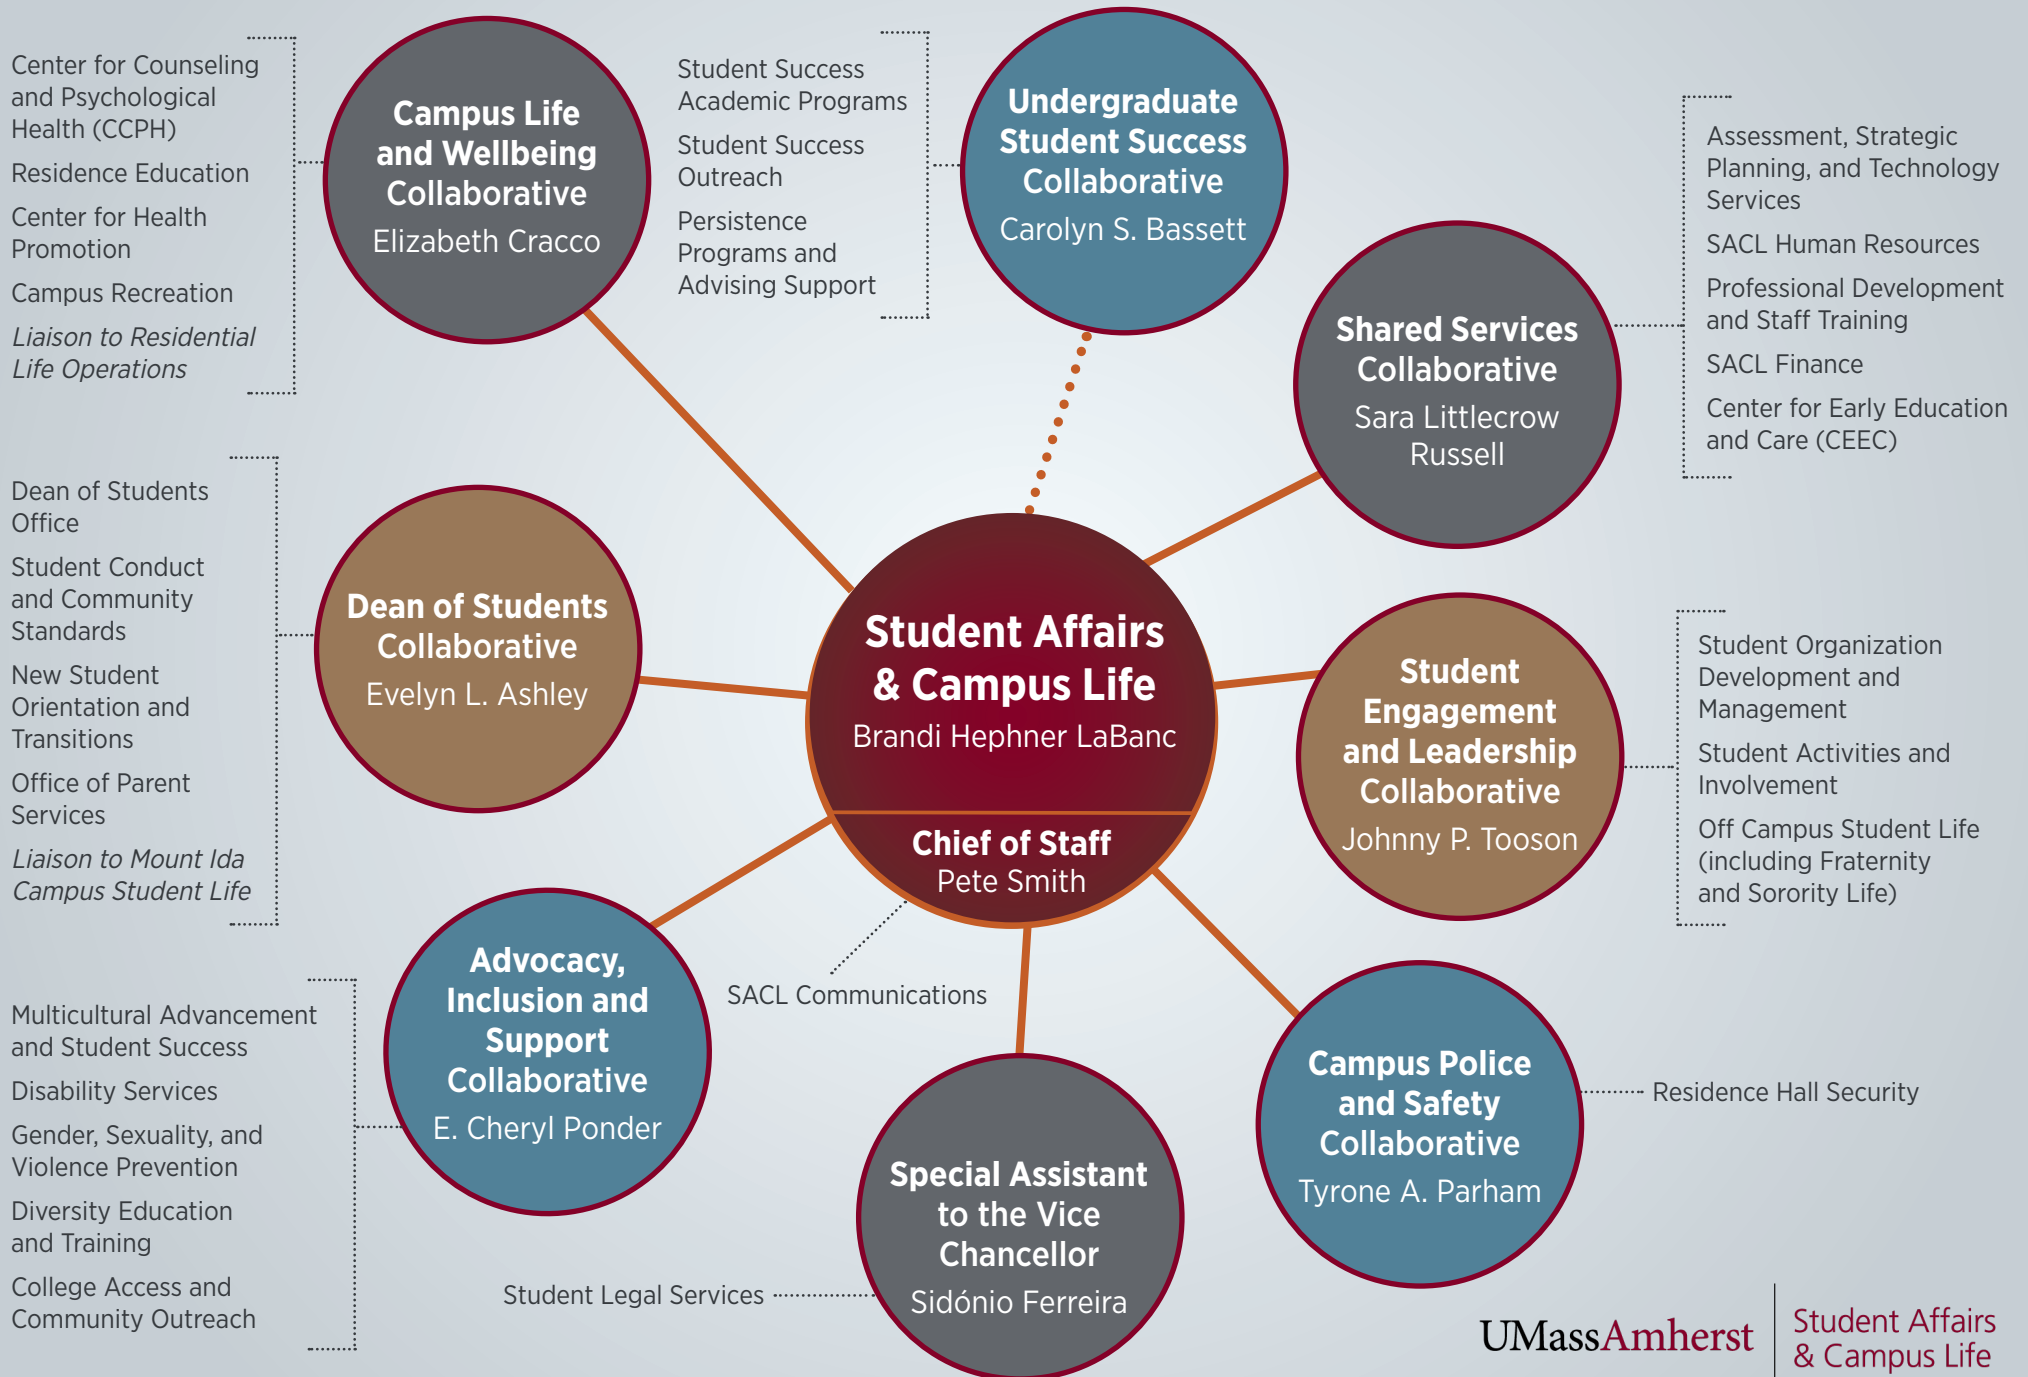 Center for Counseling
and Psychological
Health (CCPH)
Residence Education
Center for Health
Promotion
Campus Recreation
Liaison to Residential
Life Operations
Campus Life
and Wellbeing
Collaborative
Elizabeth Cracco
Student Success
Academic Programs
Student Success
Outreach
Persistence
Programs and
Advising Support
Undergraduate
Student Success
Collaborative
Carolyn S. Bassett
Shared Services
Collaborative
Sara Littlecrow
Russell
Assessment, Strategic
Planning, and Technology
Services
SACL Human Resources
Professional Development
and Staff Training
SACL Finance
Center for Early Education
and Care (CEEC)
Dean of Students
Office
Student Conduct
and Community
Standards
New Student
Orientation and
Transitions
Office of Parent
Services
Liaison to Mount Ida
Campus Student Life
Dean of Students
Collaborative
Evelyn L. Ashley
Student Affairs
& Campus Life
Brandi Hephner LaBanc
Chief of Staff
Pete Smith
SACL Communications
Student
Engagement
and Leadership
Collaborative
Johnny P. Tooson
Student Organization
Development and
Management
Student Activities and
Involvement
Off Campus Student Life
(including Fraternity
and Sorority Life)
Multicultural Advancement
and Student Success
Disability Services
Gender, Sexuality, and
Violence Prevention
Diversity Education
and Training
College Access and
Community Outreach
Advocacy,
Inclusion and
Support
Collaborative
E. Cheryl Ponder
Student Legal Services
Special Assistant
to the Vice
Chancellor
Sidónio Ferreira
Campus Police
and Safety
Collaborative
Tyrone A. Parham
Residence Hall Security
UMassAmherst
Student Affairs
& Campus Life